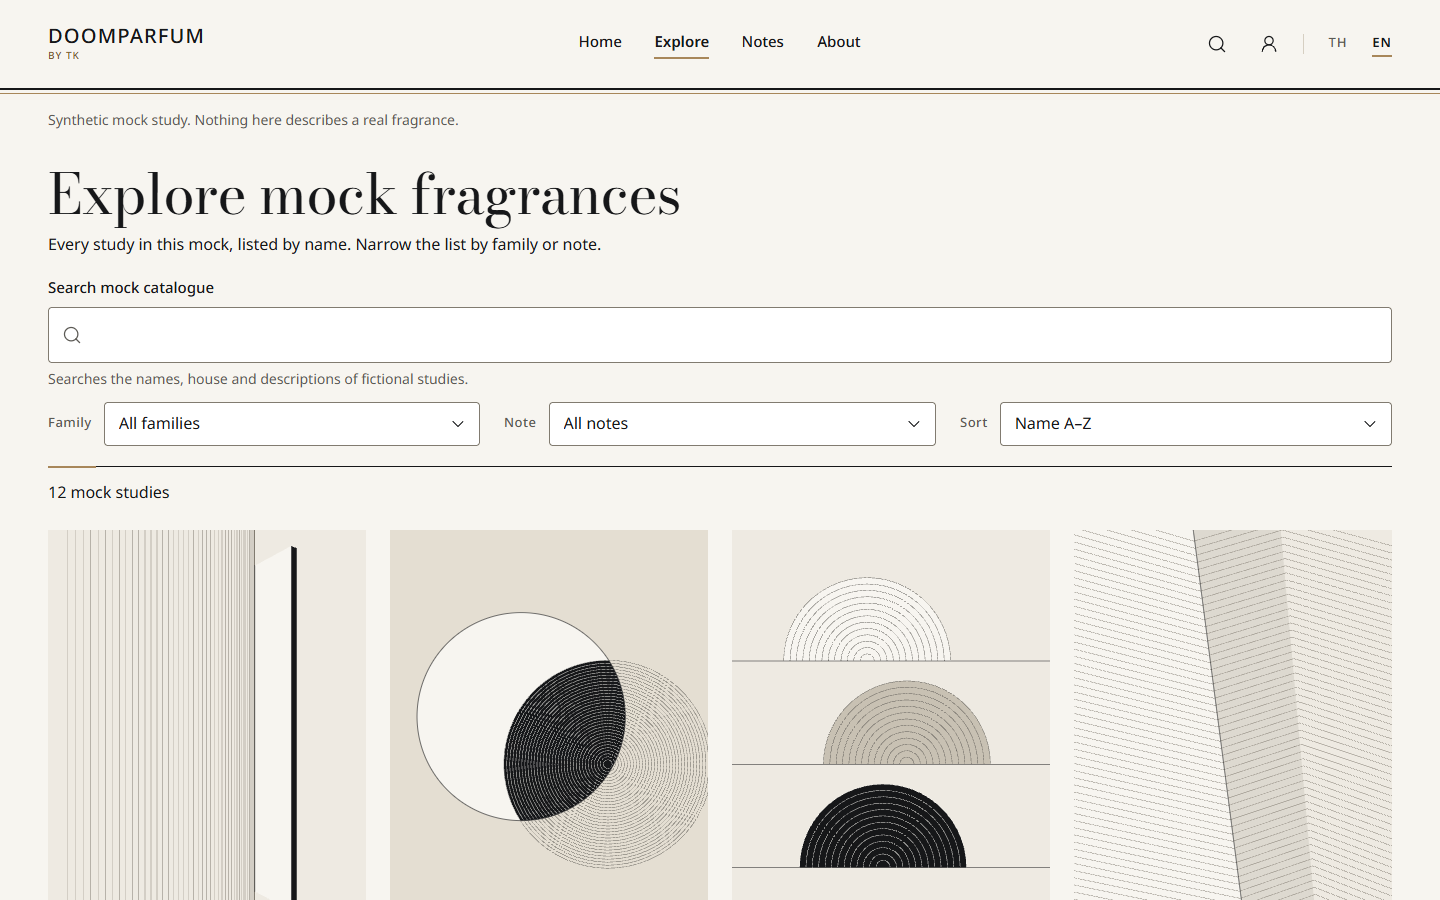 DOOMPARFUM
BY TK
Home Explore Notes About
TH EN
Synthetic mock study. Nothing here describes a real fragrance.
Explore mock fragrances
Every study in this mock, listed by name. Narrow the list by family or note.
Search mock catalogue
Searches the names, house and descriptions of fictional studies.
Family All families Note All notes Sort Name A–Z
12 mock studies